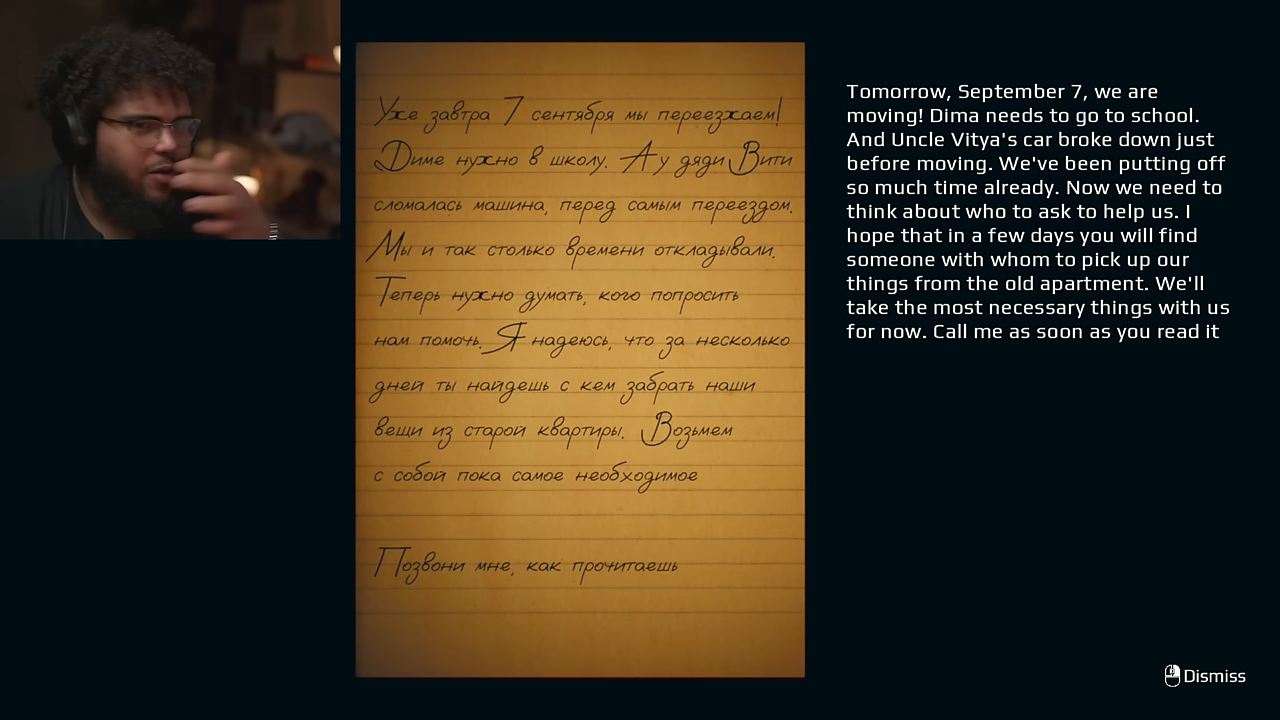 Уже завтра 7 сентября мы переезжаем!
Диме нужно в школу. А у дяди Вити
сломалась машина, перед самым переездом.
Мы и так столько времени откладывали.
Теперь нужно думать, кого попросить
нам помочь. Я надеюсь, что за несколько
дней ты найдешь с кем забрать наши
вещи из старой квартиры. Возьмем
с собой пока самое необходимое
Позвони мне, как прочитаешь
Tomorrow, September 7, we are
moving! Dima needs to go to school.
And Uncle Vitya's car broke down just
before moving. We've been putting off
so much time already. Now we need to
think about who to ask to help us. I
hope that in a few days you will find
someone with whom to pick up our
things from the old apartment. We'll
take the most necessary things with us
for now. Call me as soon as you read it
Dismiss